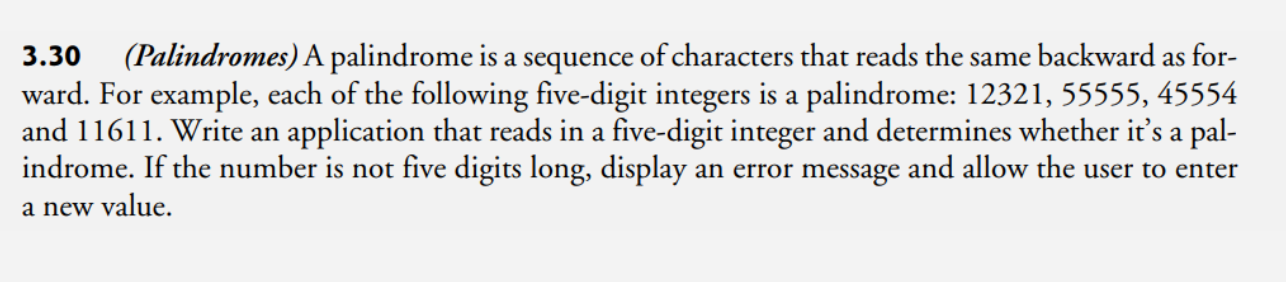 3.30 (Palindromes) A palindrome is a sequence of characters that reads the same backward as for-
ward. For example, each of the following five-digit integers is a palindrome: 12321, 55555, 45554
and 11611. Write an application that reads in a five-digit integer and determines whether it’s a pal-
indrome. If the number is not five digits long, display an error message and allow the user to enter
a new value.